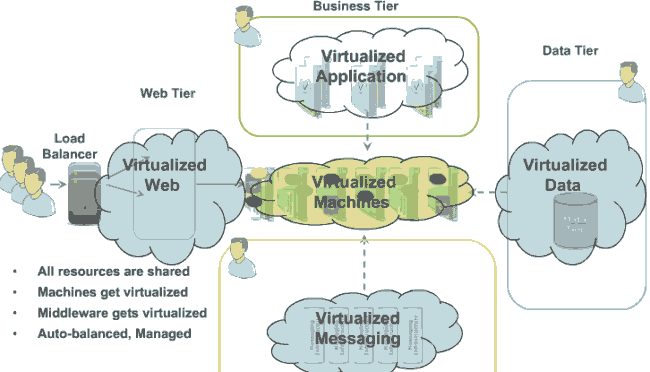 Business Tier
Virtualized
Application
Data Tier
Web Tier
Load
Balancer
Virtualized
Web
Virtualized
Machines
Virtualized
Data
• All resources are shared
• Machines get virtualized
• Middleware gets virtualized
• Auto-balanced, Managed
Virtualized
Messaging